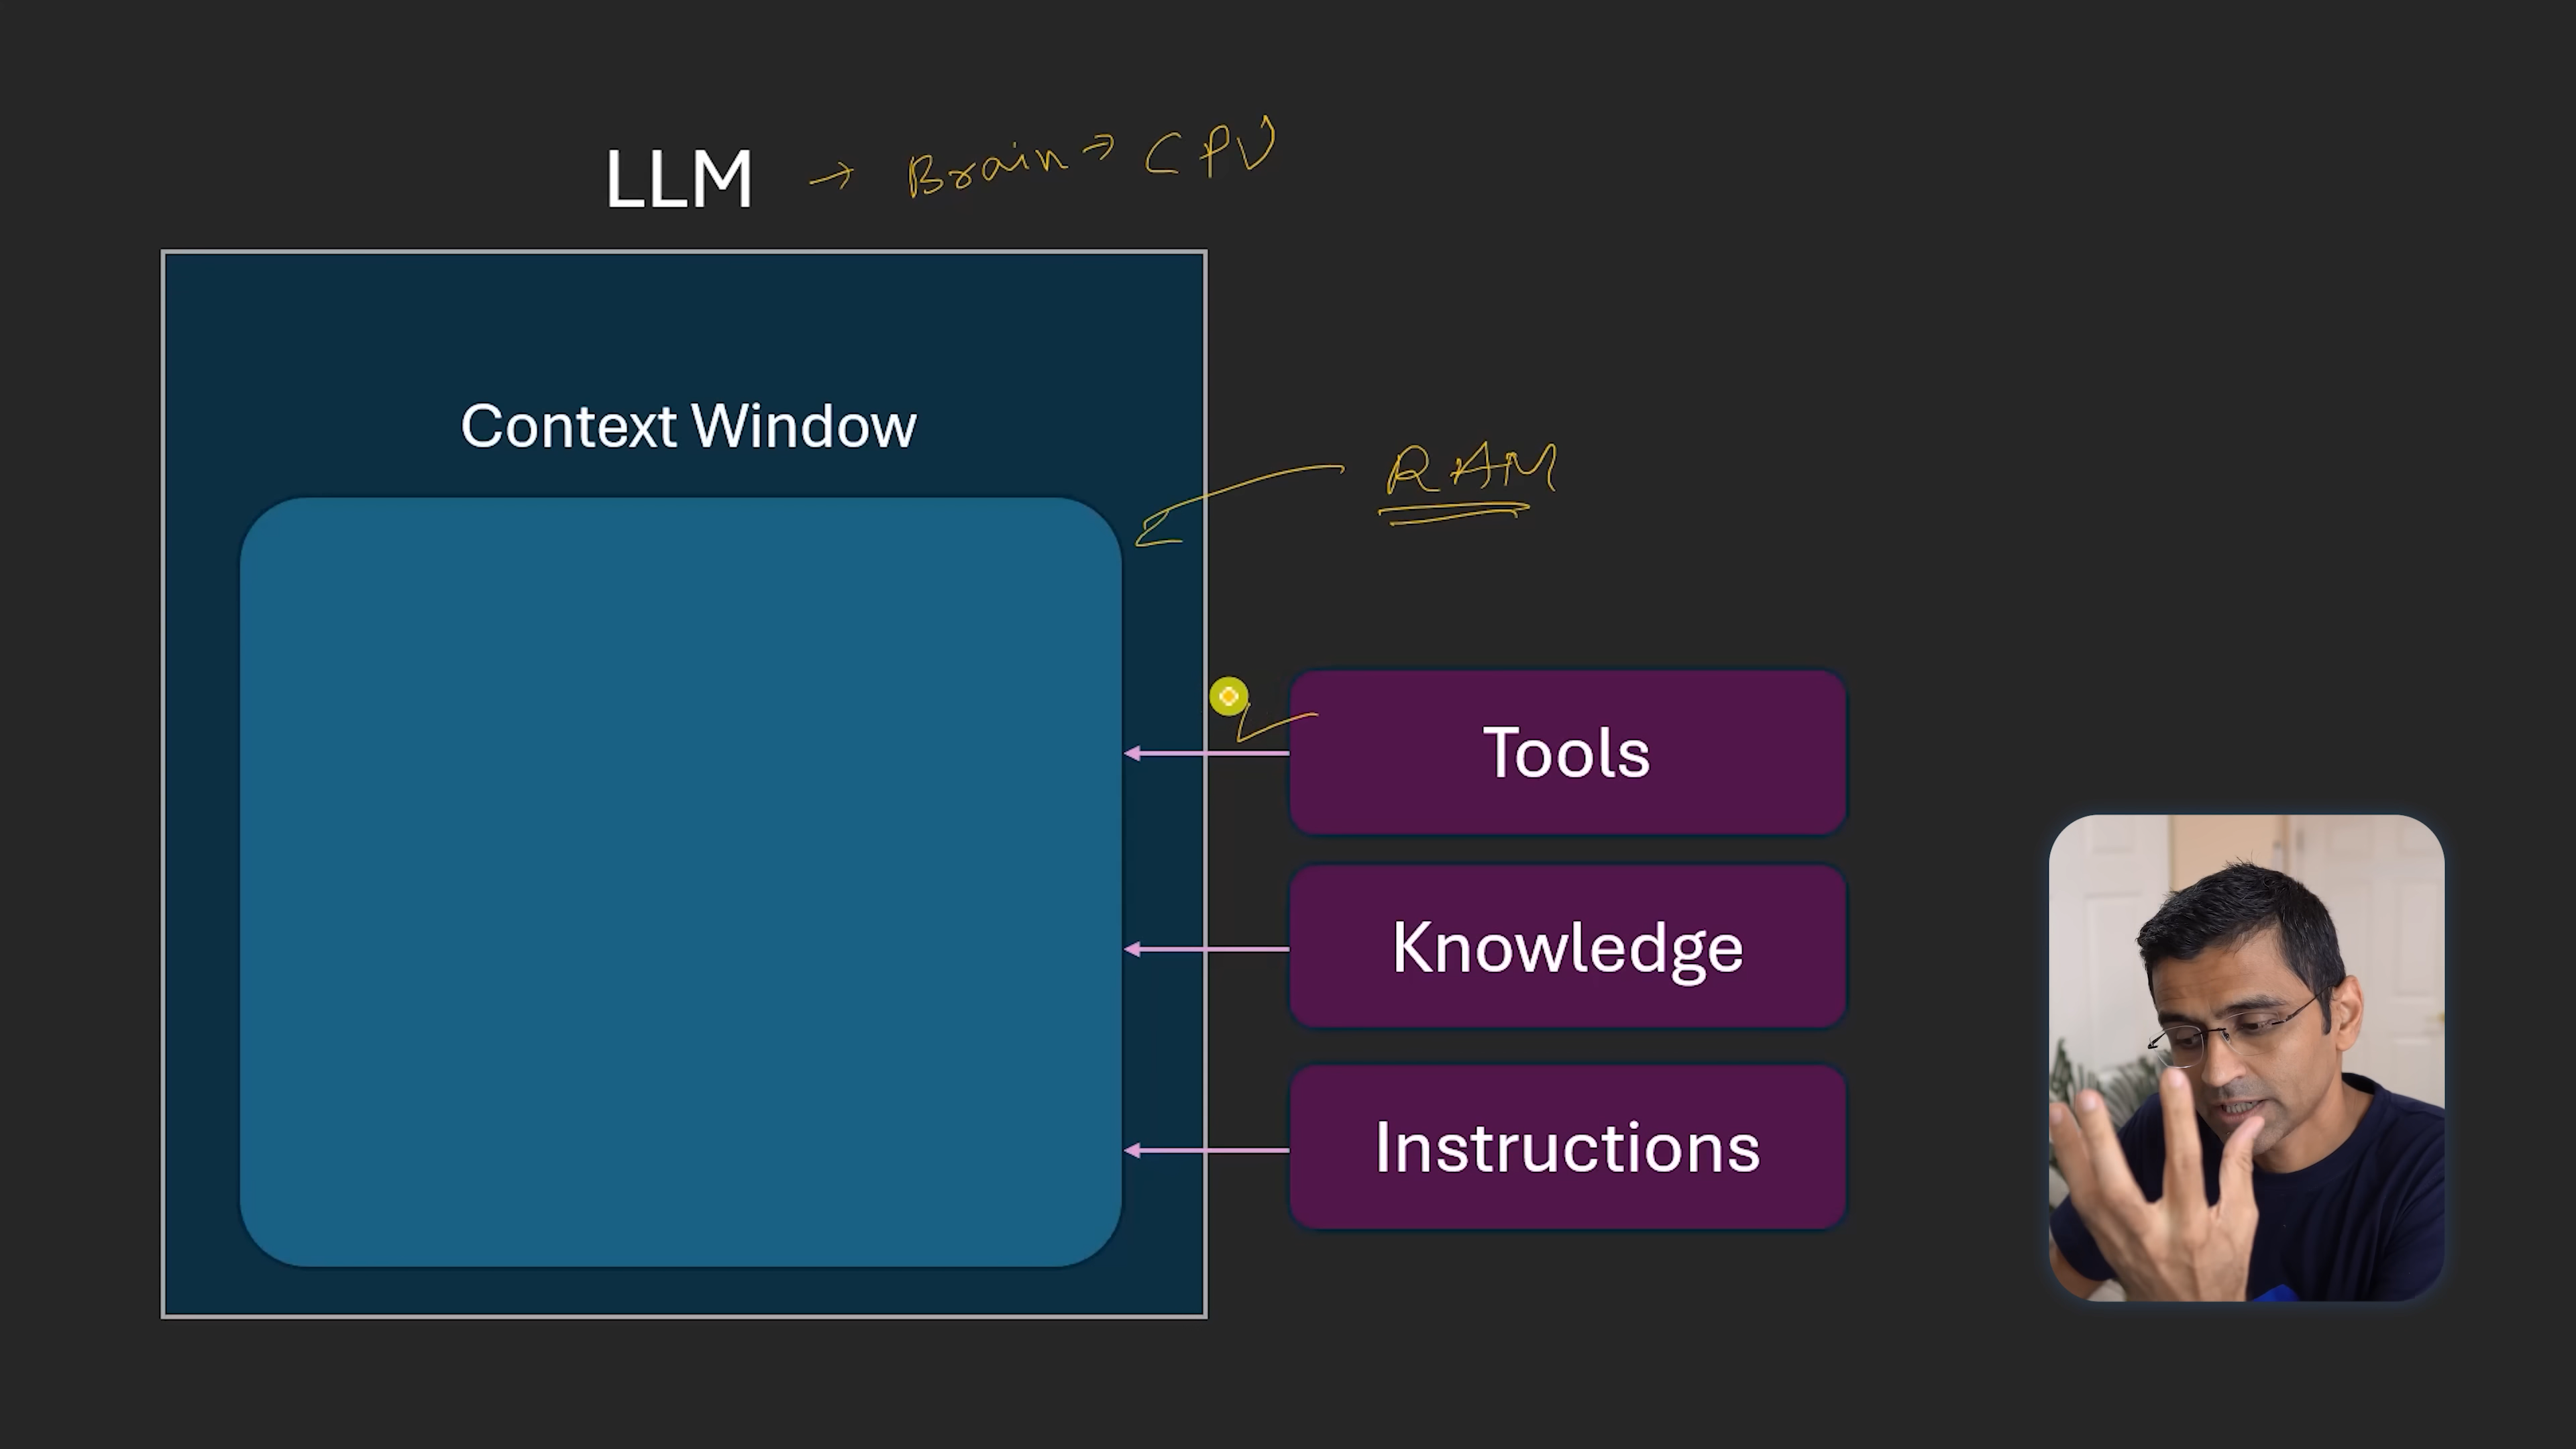 LLM → Brain → CPU
Context Window
RAM
Tools
Knowledge
Instructions